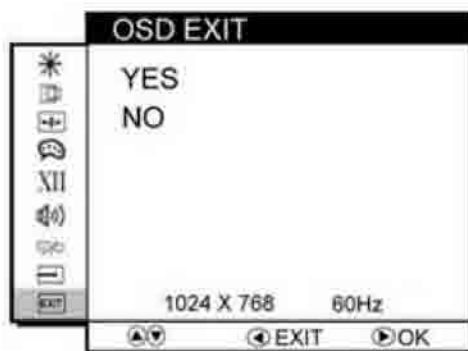 OSD EXIT
YES
NO
XII
EXIT
1024 X 768 60Hz
EXIT OK